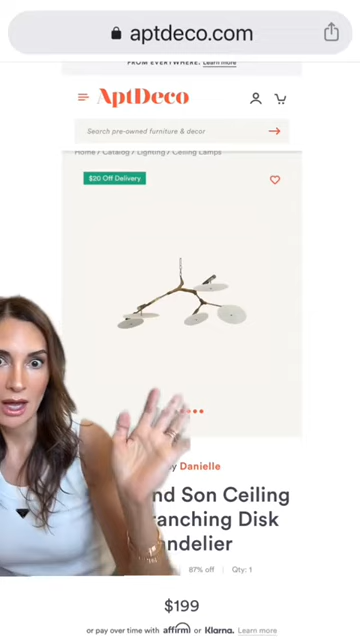 aptdeco.com
FROM EVERYWHERE. Learn more
AptDeco
Search pre-owned furniture & decor
Home / Catalog / Lighting / Ceiling Lamps
$20 Off Delivery
by Danielle
nd Son Ceiling
ranching Disk
ndelier
87% off | Qty: 1
$199
or pay over time with affirm or Klarna. Learn more